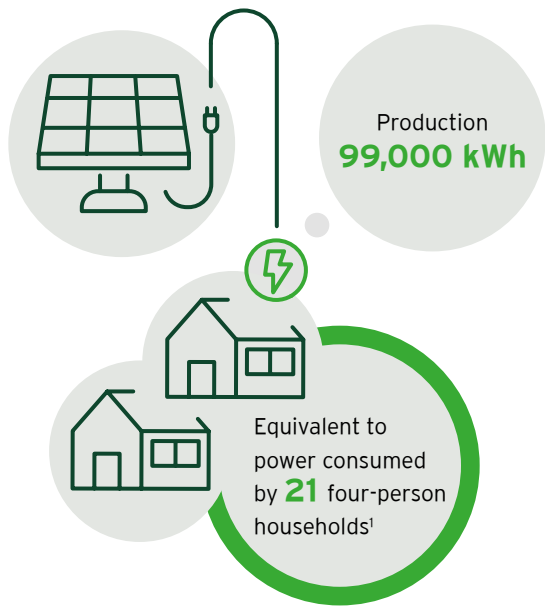 Production
99,000 kWh
Equivalent to
power consumed
by 21 four-person
households¹